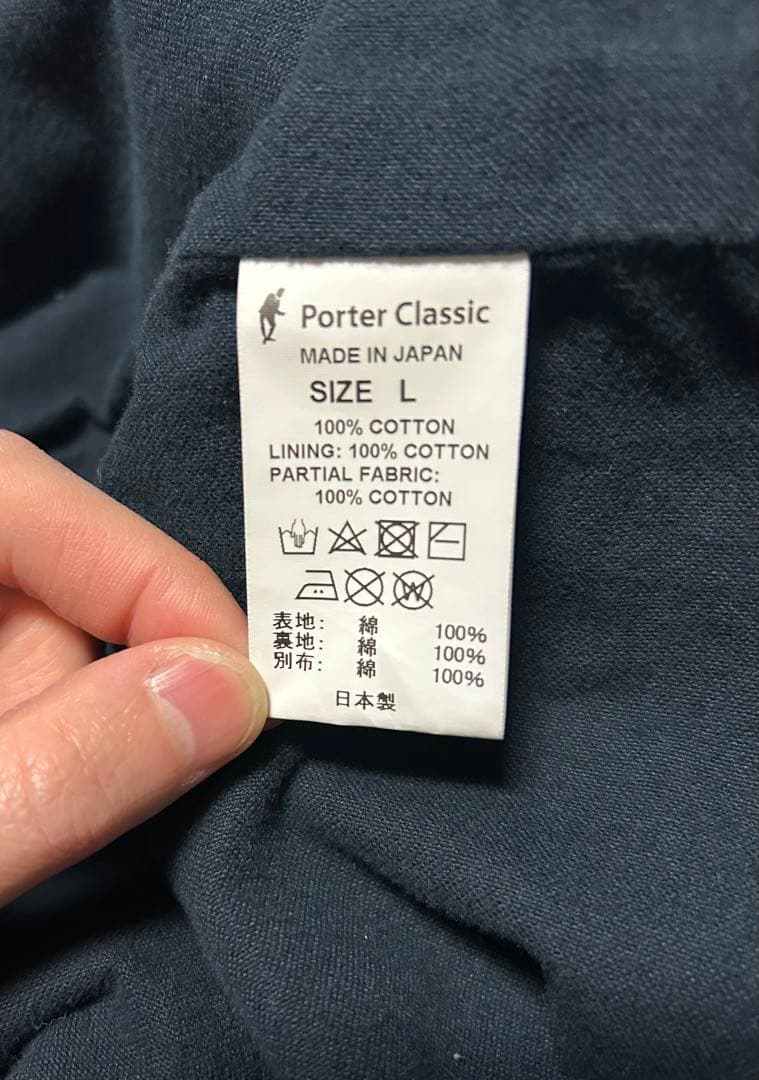 Porter Classic
MADE IN JAPAN
SIZE L
100% COTTON
LINING: 100% COTTON
PARTIAL FABRIC:
100% COTTON
W
表地: 綿 100%
裏地: 綿 100%
別布: 綿 100%
日本製